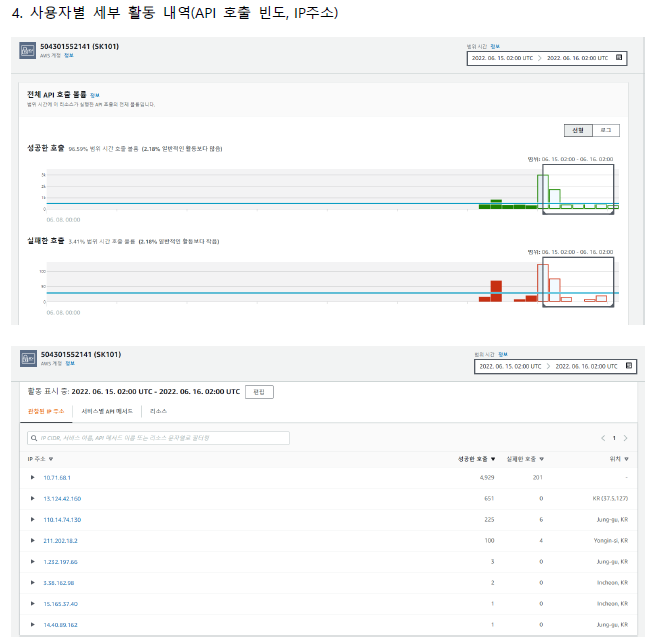 4. 사용자별 세부 활동 내역(API 호출 빈도, IP주소)
504301552141 (SK101)
AWS 계정 정보
범위 시간 정보
2022. 06. 15. 02:00 UTC > 2022. 06. 16. 02:00 UTC
전체 API 호출 볼륨 정보
범위 시간에 이 리소스가 실행한 API 호출의 전체 볼륨입니다.
선형 로그
성공한 호출 96.59% 범위 시간 호출 볼륨 (2.18% 일반적인 활동보다 많음)
범위: 06. 15. 02:00 - 06. 16. 02:00
3k
2k
1k
0
06. 08. 00:00
실패한 호출 3.41% 범위 시간 호출 볼륨 (2.18% 일반적인 활동보다 작음)
범위: 06. 15. 02:00 - 06. 16. 02:00
100
50
0
06. 08. 00:00
504301552141 (SK101)
AWS 계정 정보
범위 시간 정보
2022. 06. 15. 02:00 UTC > 2022. 06. 16. 02:00 UTC
활동 표시 중: 2022. 06. 15. 02:00 UTC - 2022. 06. 16. 02:00 UTC 편집
관찰된 IP 주소 서비스별 API 메서드 리소스
IP CIDR, 서비스 이름, API 메서드 이름 또는 리소스 문자열로 필터링
< 1 >
IP 주소 성공한 호출 실패한 호출 위치
10.71.68.1 4,929 201 -
13.124.42.160 651 0 KR (37.5,127)
110.14.74.130 225 6 Jung-gu, KR
211.202.18.2 100 4 Yongin-si, KR
3 0 Jung-gu, KR
3.38.162.98 2 0 Incheon, KR
15.165.37.40 1 0 Incheon, KR
14.40.89.162 1 0 Jung-gu, KR